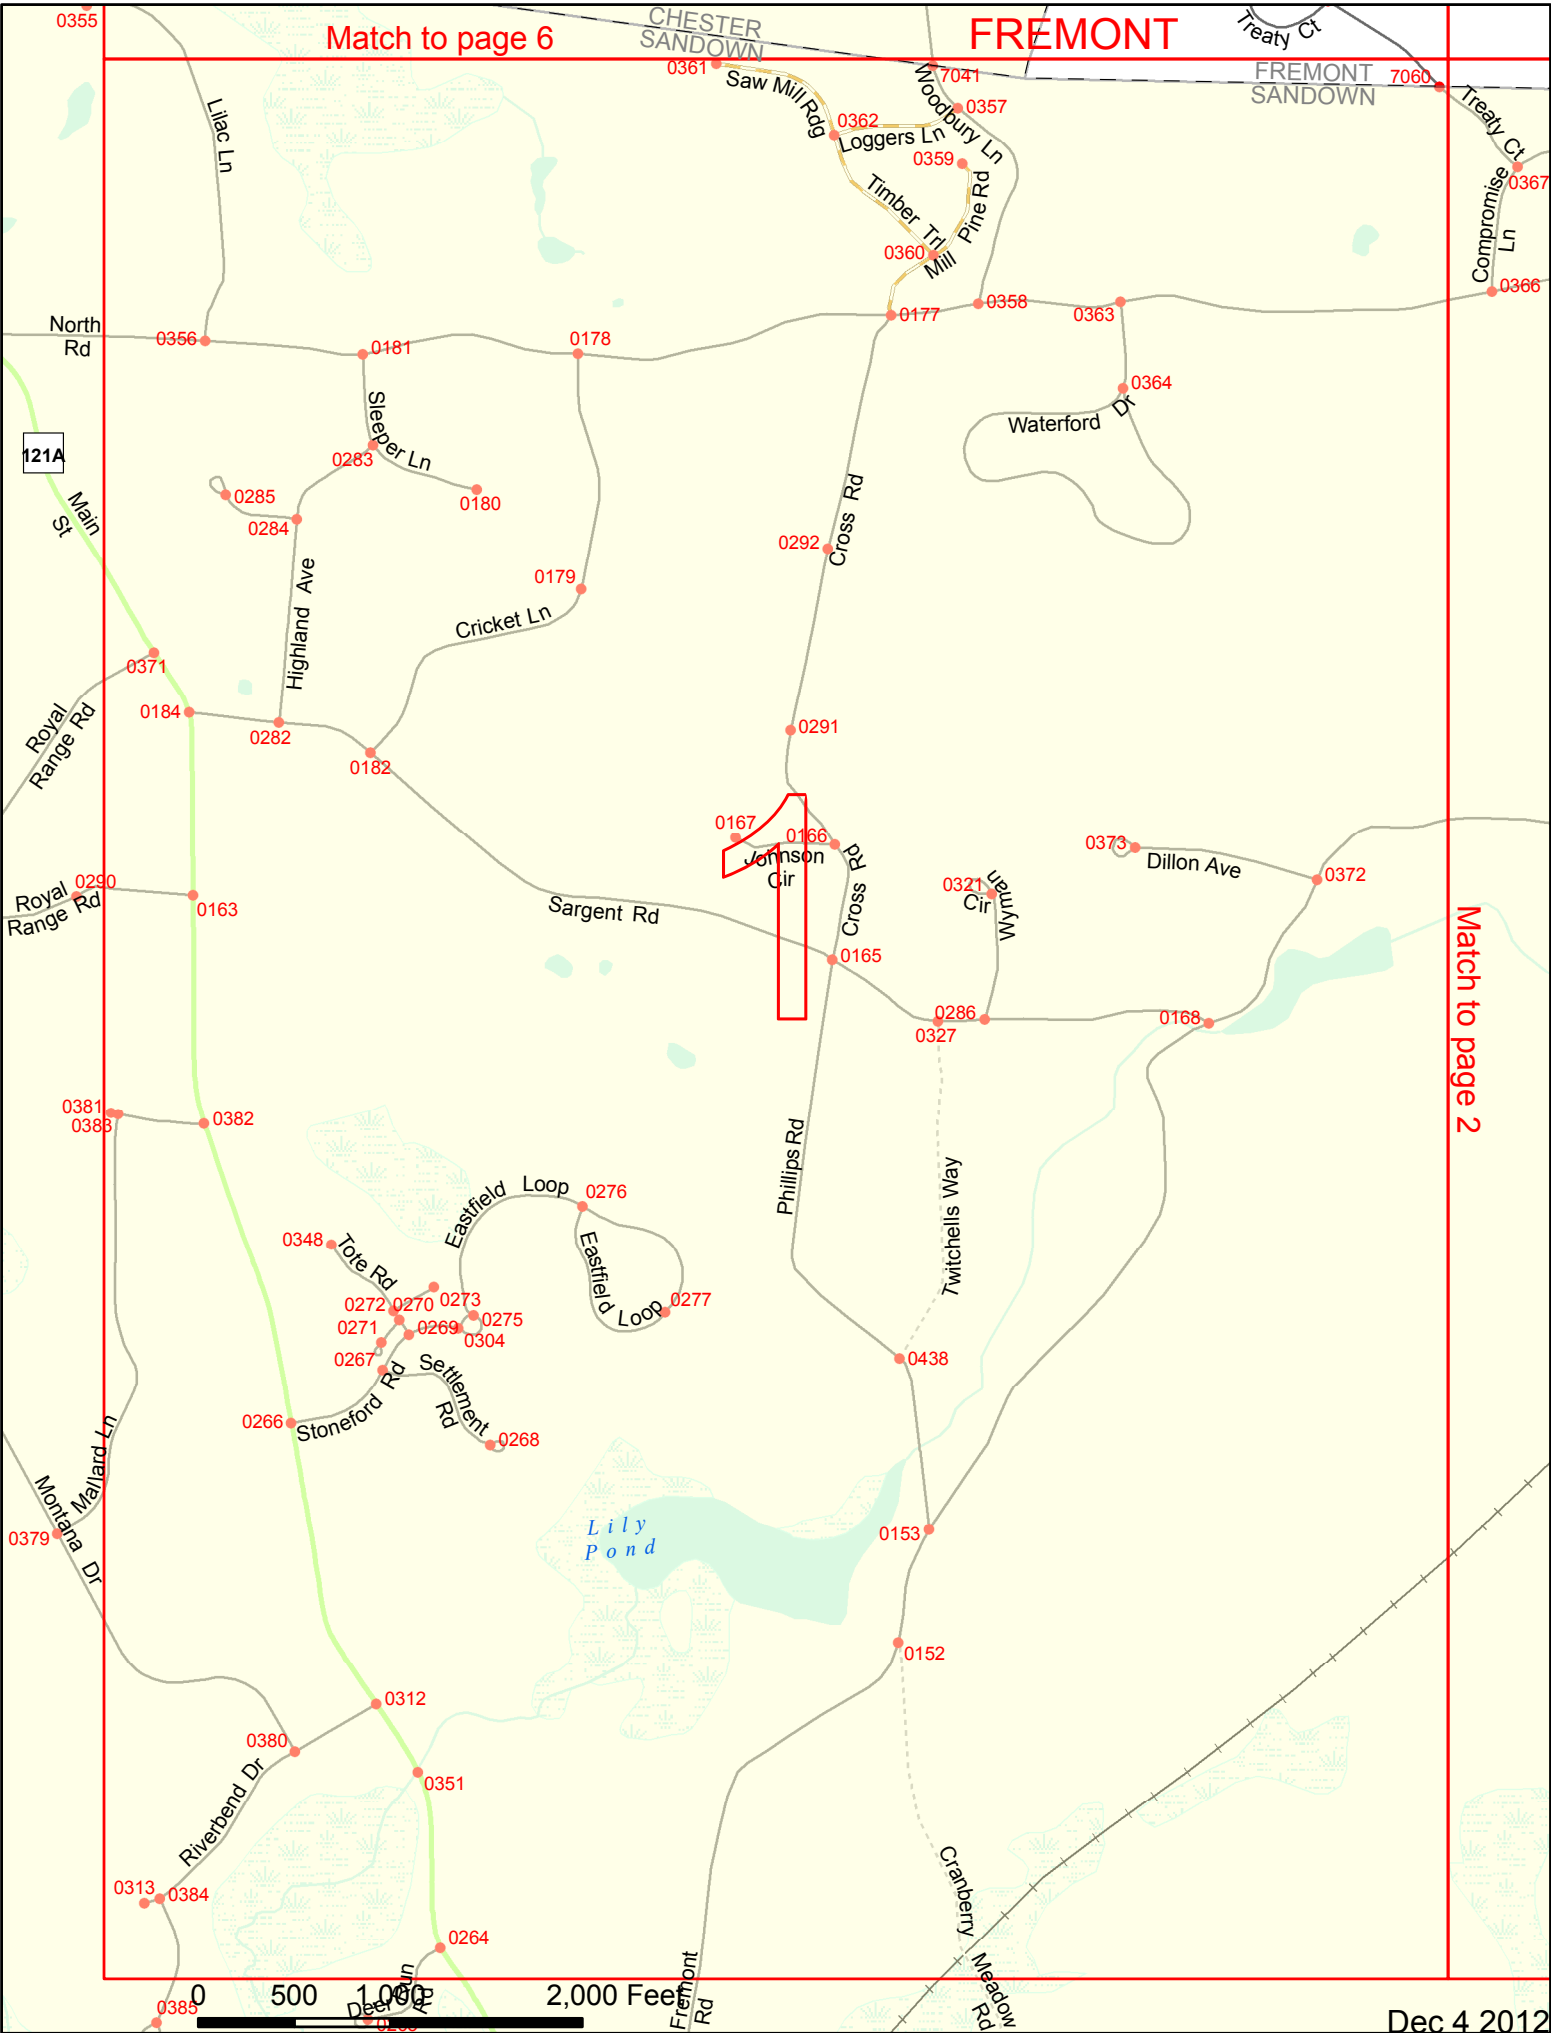 0355
Match to page 6
CHESTER
SANDOWN
FREMONT
Treaty Ct
0361
7041
FREMONT
SANDOWN
7060
Saw Mill Rdg
Woodbury Ln
0357
Treaty Ct
Lilac Ln
0362
Loggers Ln
0359
0367
Timber Trl
Pine Rd
Mill
Compromise
Ln
0360
0366
0358
0363
0177
North
Rd
0356
0181
0178
0364
Sleeper Ln
Waterford Dr
121A
0283
0285
0180
0284
Main
St
Cross Rd
0292
Highland Ave
0179
Cricket Ln
0371
0184
0282
0291
Royal
Range Rd
0182
0167
0166
Johnson
Cir
Cross Rd
0373
Dillon Ave
0372
0290
Royal
Range Rd
0163
0321
Wyman
Cir
Sargent Rd
1
0165
Match to page 2
0286
0327
0168
0381
0383
0382
Phillips Rd
Twitchells Way
Eastfield Loop
0276
0348
Tote Rd
Eastfield Loop
0272
0270
0273
0275
0277
0271
0269
0304
0267
0438
Settlement
Rd
0266
Stoneford Rd
0268
Mallard Ln
Montana Dr
0379
Lily
Pond
0153
0152
0312
0380
0351
Riverbend Dr
Cranberry Meadow
Rd
0313
0384
0264
Fremont
Rd
Deer Run
Rd
0385
0265
0 500 1,000 2,000 Feet
Dec 4 2012